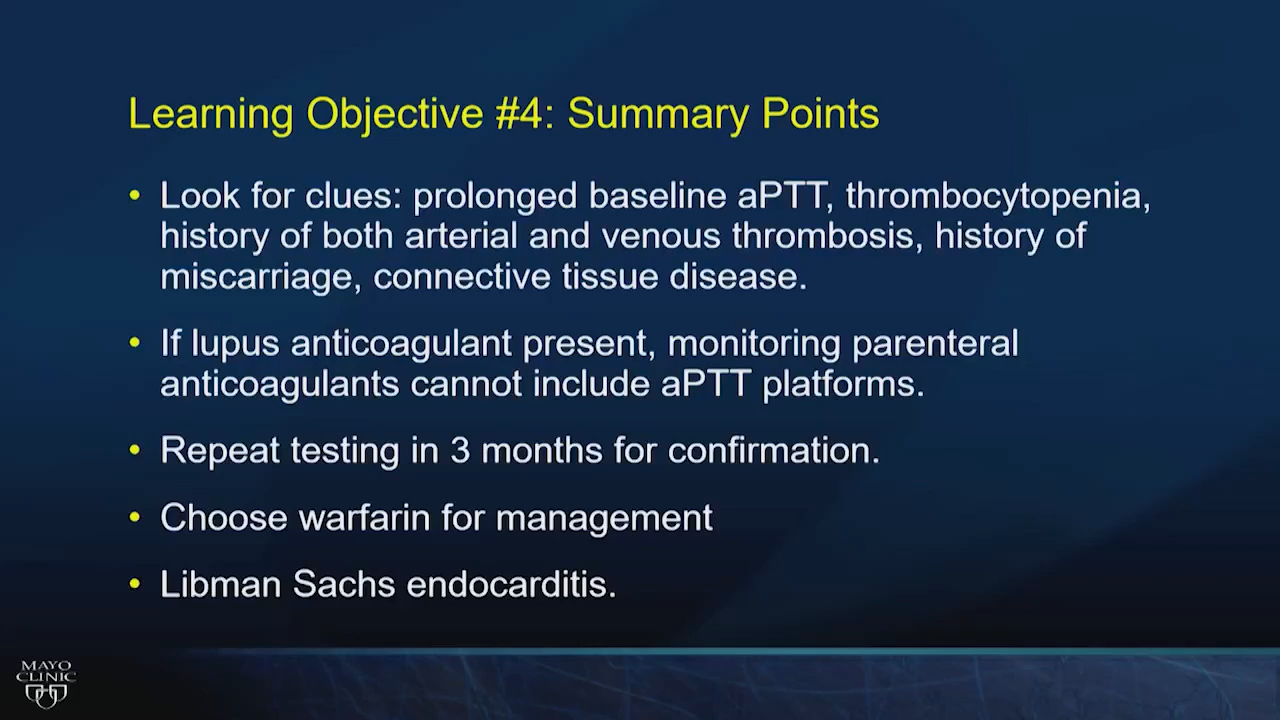 Learning Objective #4: Summary Points
• Look for clues: prolonged baseline aPTT, thrombocytopenia,
history of both arterial and venous thrombosis, history of
miscarriage, connective tissue disease.
• If lupus anticoagulant present, monitoring parenteral
anticoagulants cannot include aPTT platforms.
• Repeat testing in 3 months for confirmation.
• Choose warfarin for management
• Libman Sachs endocarditis.
MAYO
CLINIC